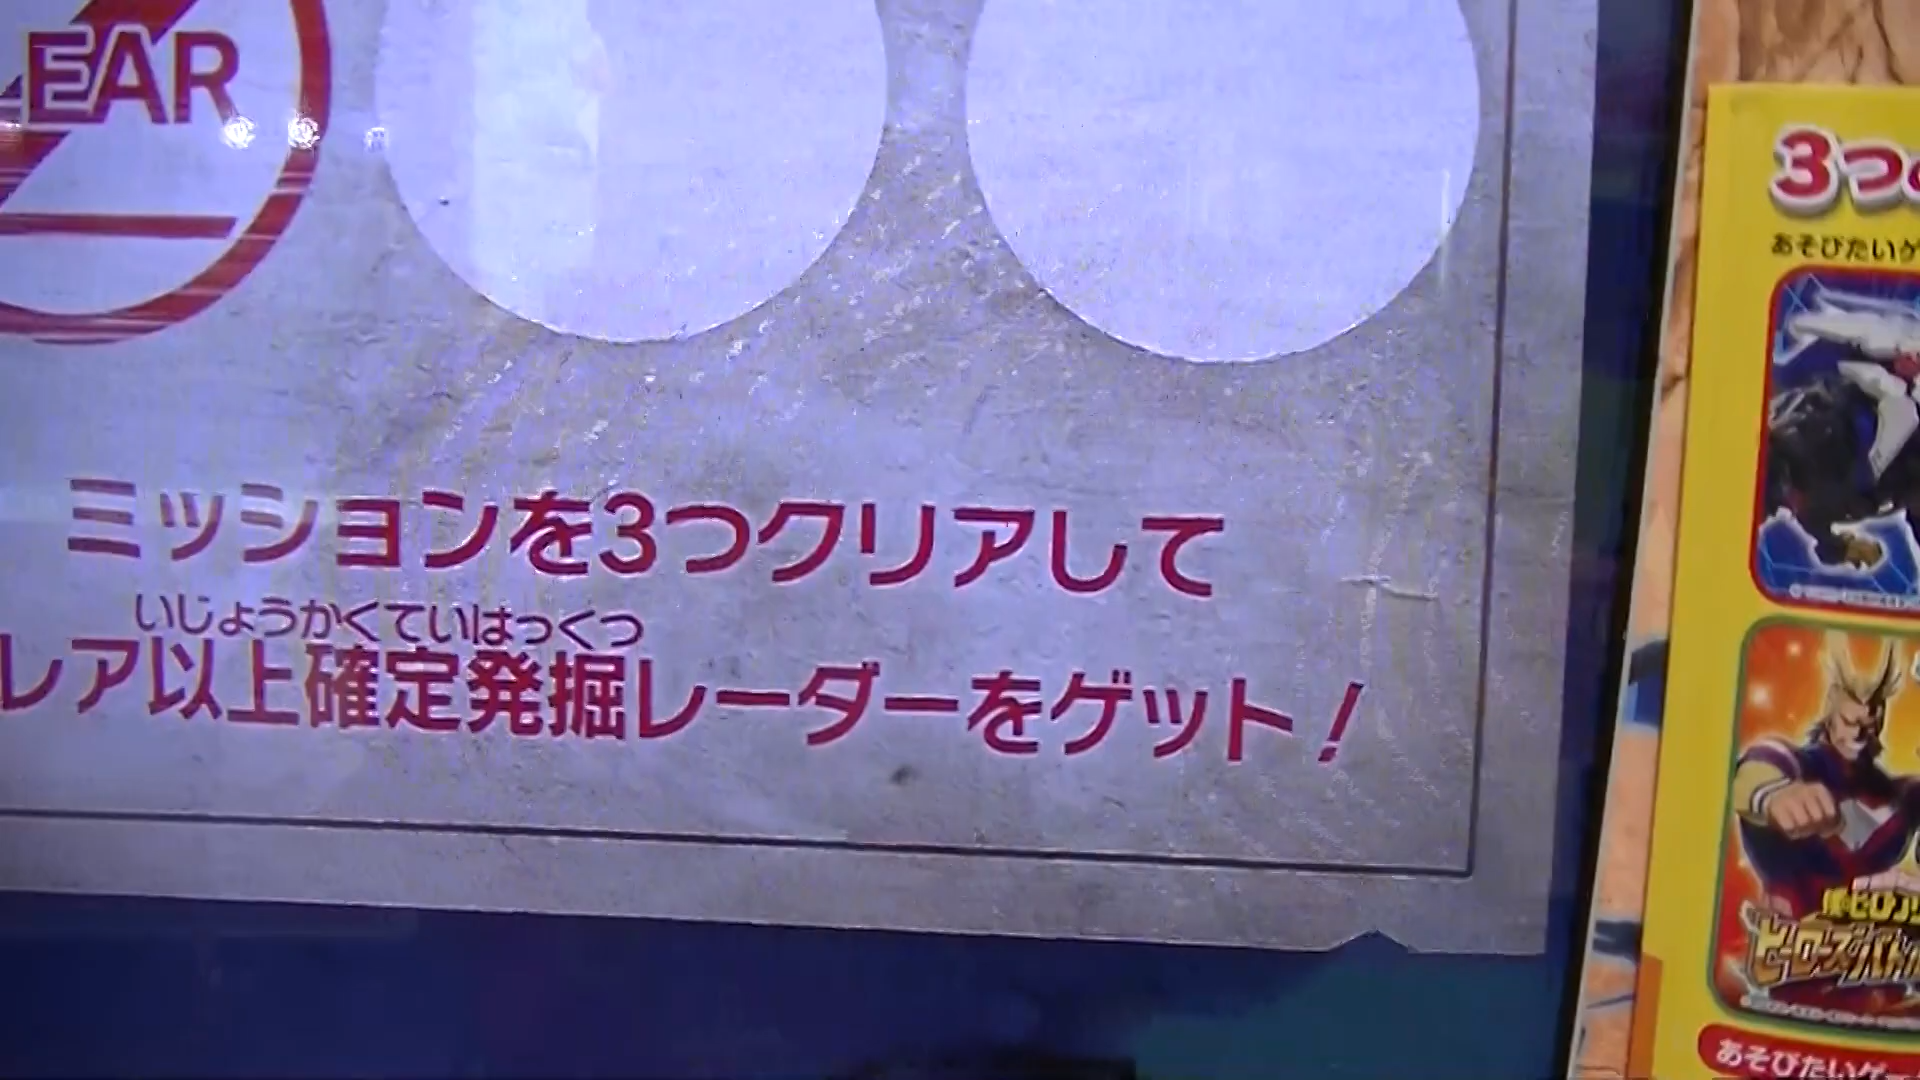 EAR
ミッションを3つクリアして
いじょうかくていはっくつ
レア以上確定発掘レーダーをゲット!
3つ
あそびたいゲ
あそびたいゲー